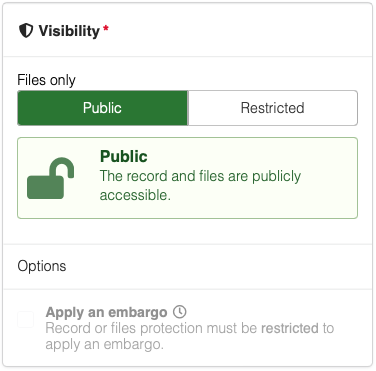 Visibility *
Files only
Public
Restricted
Public
The record and files are publicly
accessible.
Options
Apply an embargo
Record or files protection must be restricted to
apply an embargo.